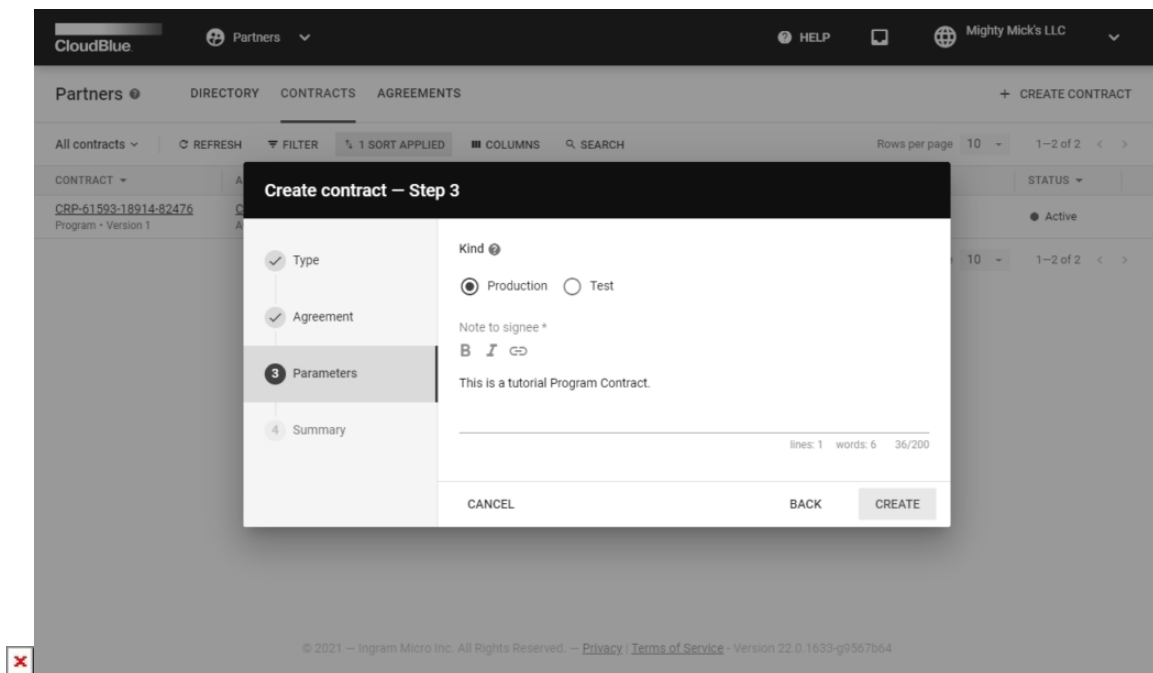 CloudBlue. Partners HELP Mighty Mick's LLC
Partners DIRECTORY CONTRACTS AGREEMENTS + CREATE CONTRACT
All contracts REFRESH FILTER 1 SORT APPLIED COLUMNS SEARCH Rows per page 10 1–2 of 2
CONTRACT A STATUS
CRP-61593-18914-82476 C Active
Program • Version 1 A
10 1–2 of 2
Create contract — Step 3
Type
Agreement
3 Parameters
4 Summary
Kind
Production Test
Note to signee *
B I
This is a tutorial Program Contract.
lines: 1 words: 6 36/200
CANCEL BACK CREATE
© 2021 — Ingram Micro Inc. All Rights Reserved. — Privacy | Terms of Service - Version 22.0.1633-g9567b64